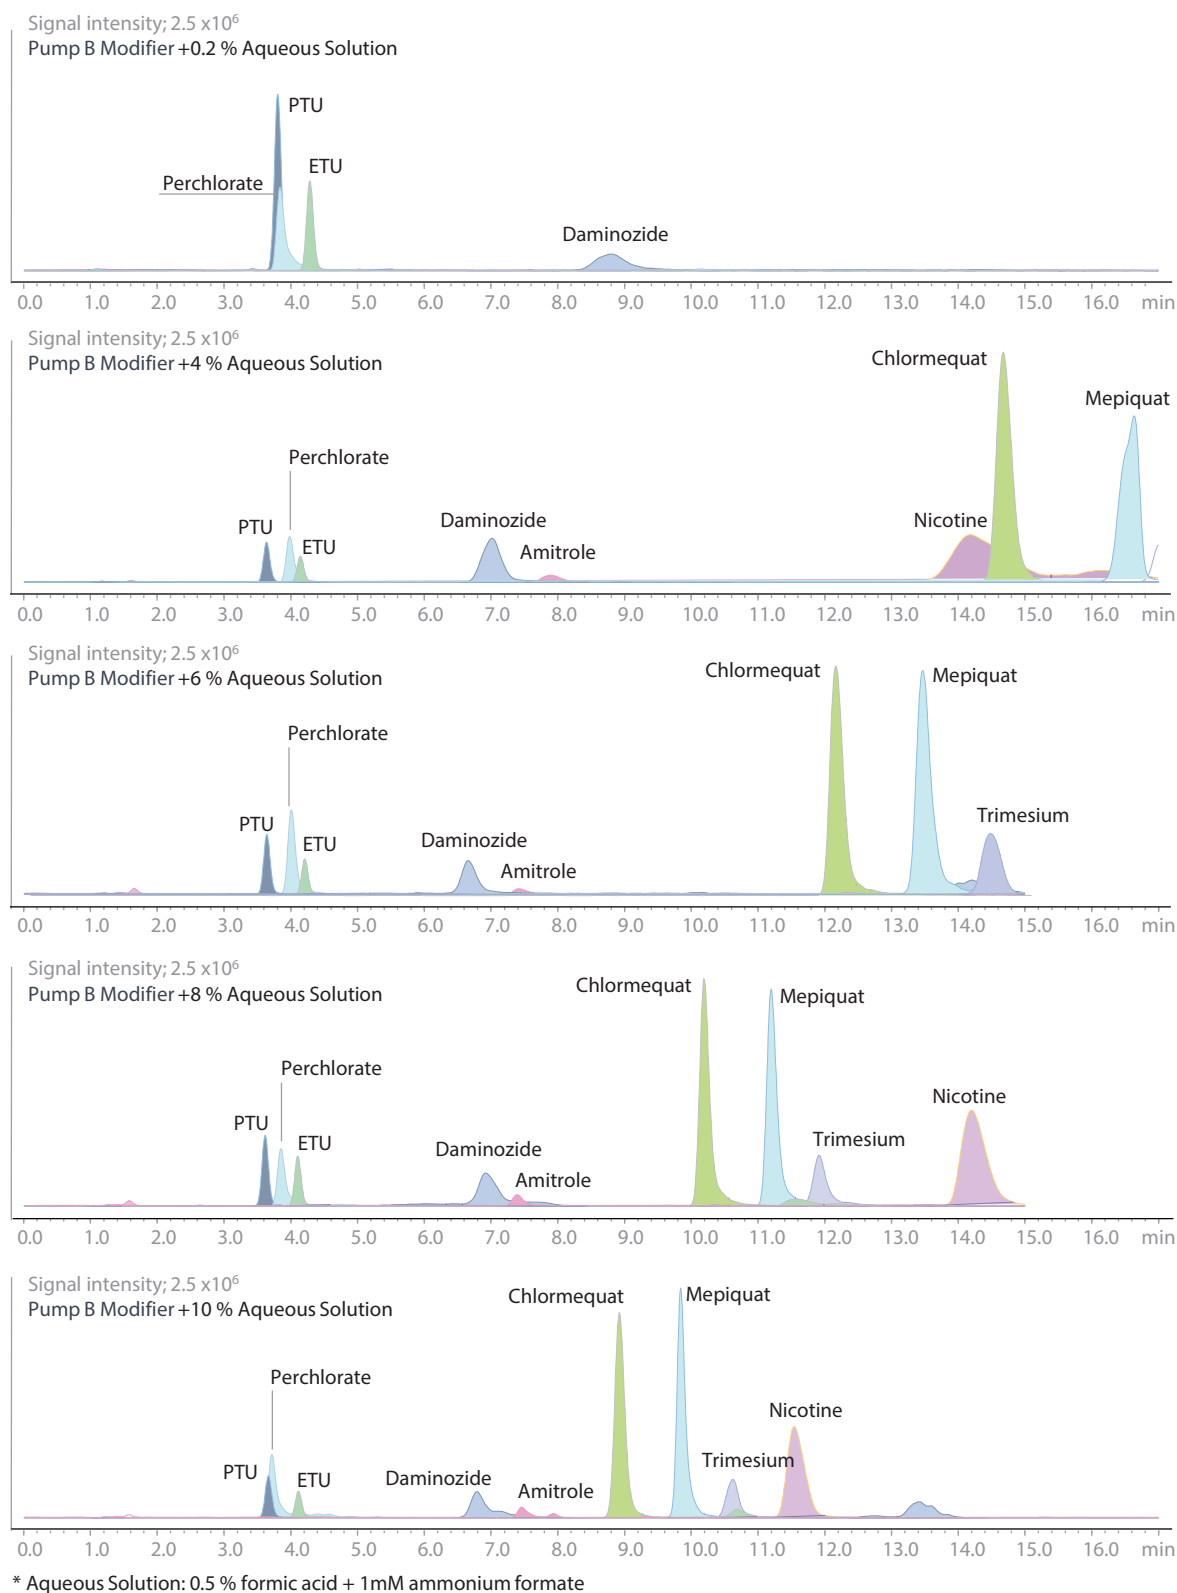 Signal intensity; 2.5 x10⁶
Pump B Modifier +0.2 % Aqueous Solution
PTU
ETU
Perchlorate
Daminozide
0.0 1.0 2.0 3.0 4.0 5.0 6.0 7.0 8.0 9.0 10.0 11.0 12.0 13.0 14.0 15.0 16.0 min
Signal intensity; 2.5 x10⁶
Pump B Modifier +4 % Aqueous Solution
Chlormequat
Mepiquat
Perchlorate
PTU
ETU
Daminozide
Amitrole
Nicotine
0.0 1.0 2.0 3.0 4.0 5.0 6.0 7.0 8.0 9.0 10.0 11.0 12.0 13.0 14.0 15.0 16.0 min
Signal intensity; 2.5 x10⁶
Pump B Modifier +6 % Aqueous Solution
Chlormequat
Mepiquat
Perchlorate
PTU
ETU
Daminozide
Amitrole
Trimesium
0.0 1.0 2.0 3.0 4.0 5.0 6.0 7.0 8.0 9.0 10.0 11.0 12.0 13.0 14.0 15.0 16.0 min
Signal intensity; 2.5 x10⁶
Pump B Modifier +8 % Aqueous Solution
Chlormequat
Mepiquat
Perchlorate
PTU
ETU
Daminozide
Amitrole
Trimesium
Nicotine
0.0 1.0 2.0 3.0 4.0 5.0 6.0 7.0 8.0 9.0 10.0 11.0 12.0 13.0 14.0 15.0 16.0 min
Signal intensity; 2.5 x10⁶
Pump B Modifier +10 % Aqueous Solution
Chlormequat
Mepiquat
Perchlorate
PTU
ETU
Daminozide
Amitrole
Trimesium
Nicotine
0.0 1.0 2.0 3.0 4.0 5.0 6.0 7.0 8.0 9.0 10.0 11.0 12.0 13.0 14.0 15.0 16.0 min
* Aqueous Solution: 0.5 % formic acid + 1mM ammonium formate